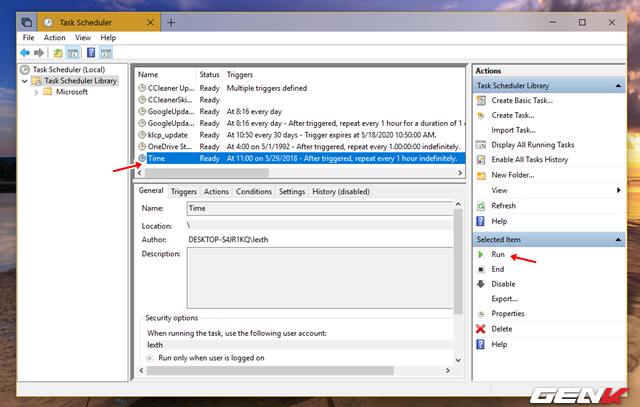 Task Scheduler
File Action View Help
Task Scheduler (Local)
Task Scheduler Library
Microsoft
Name Status Triggers
CCleaner Up... Ready Multiple triggers defined
CCleanerSki... Ready
GoogleUpda... Ready At 8:16 every day
GoogleUpda... Ready At 8:16 every day - After triggered, repeat every 1 hour for a duration of 1 d
klcp_update Ready At 10:50 every 30 days - Trigger expires at 5/18/2020 10:50:00 AM.
OneDrive St... Ready At 4:00 on 5/1/1992 - After triggered, repeat every 1.00:00:00 indefinitely.
Time Ready At 11:00 on 5/29/2018 - After triggered, repeat every 1 hour indefinitely.
General Triggers Actions Conditions Settings History (disabled)
Name: Time
Location: \
Author: DESKTOP-S4JR1KQ\lexth
Description:
Security options
When running the task, use the following user account:
lexth
Run only when user is logged on
Actions
Task Scheduler Library
Create Basic Task...
Create Task...
Import Task...
Display All Running Tasks
Enable All Tasks History
New Folder...
View
Refresh
Help
Selected Item
Run
End
Disable
Export...
Properties
Delete
Help
GENK